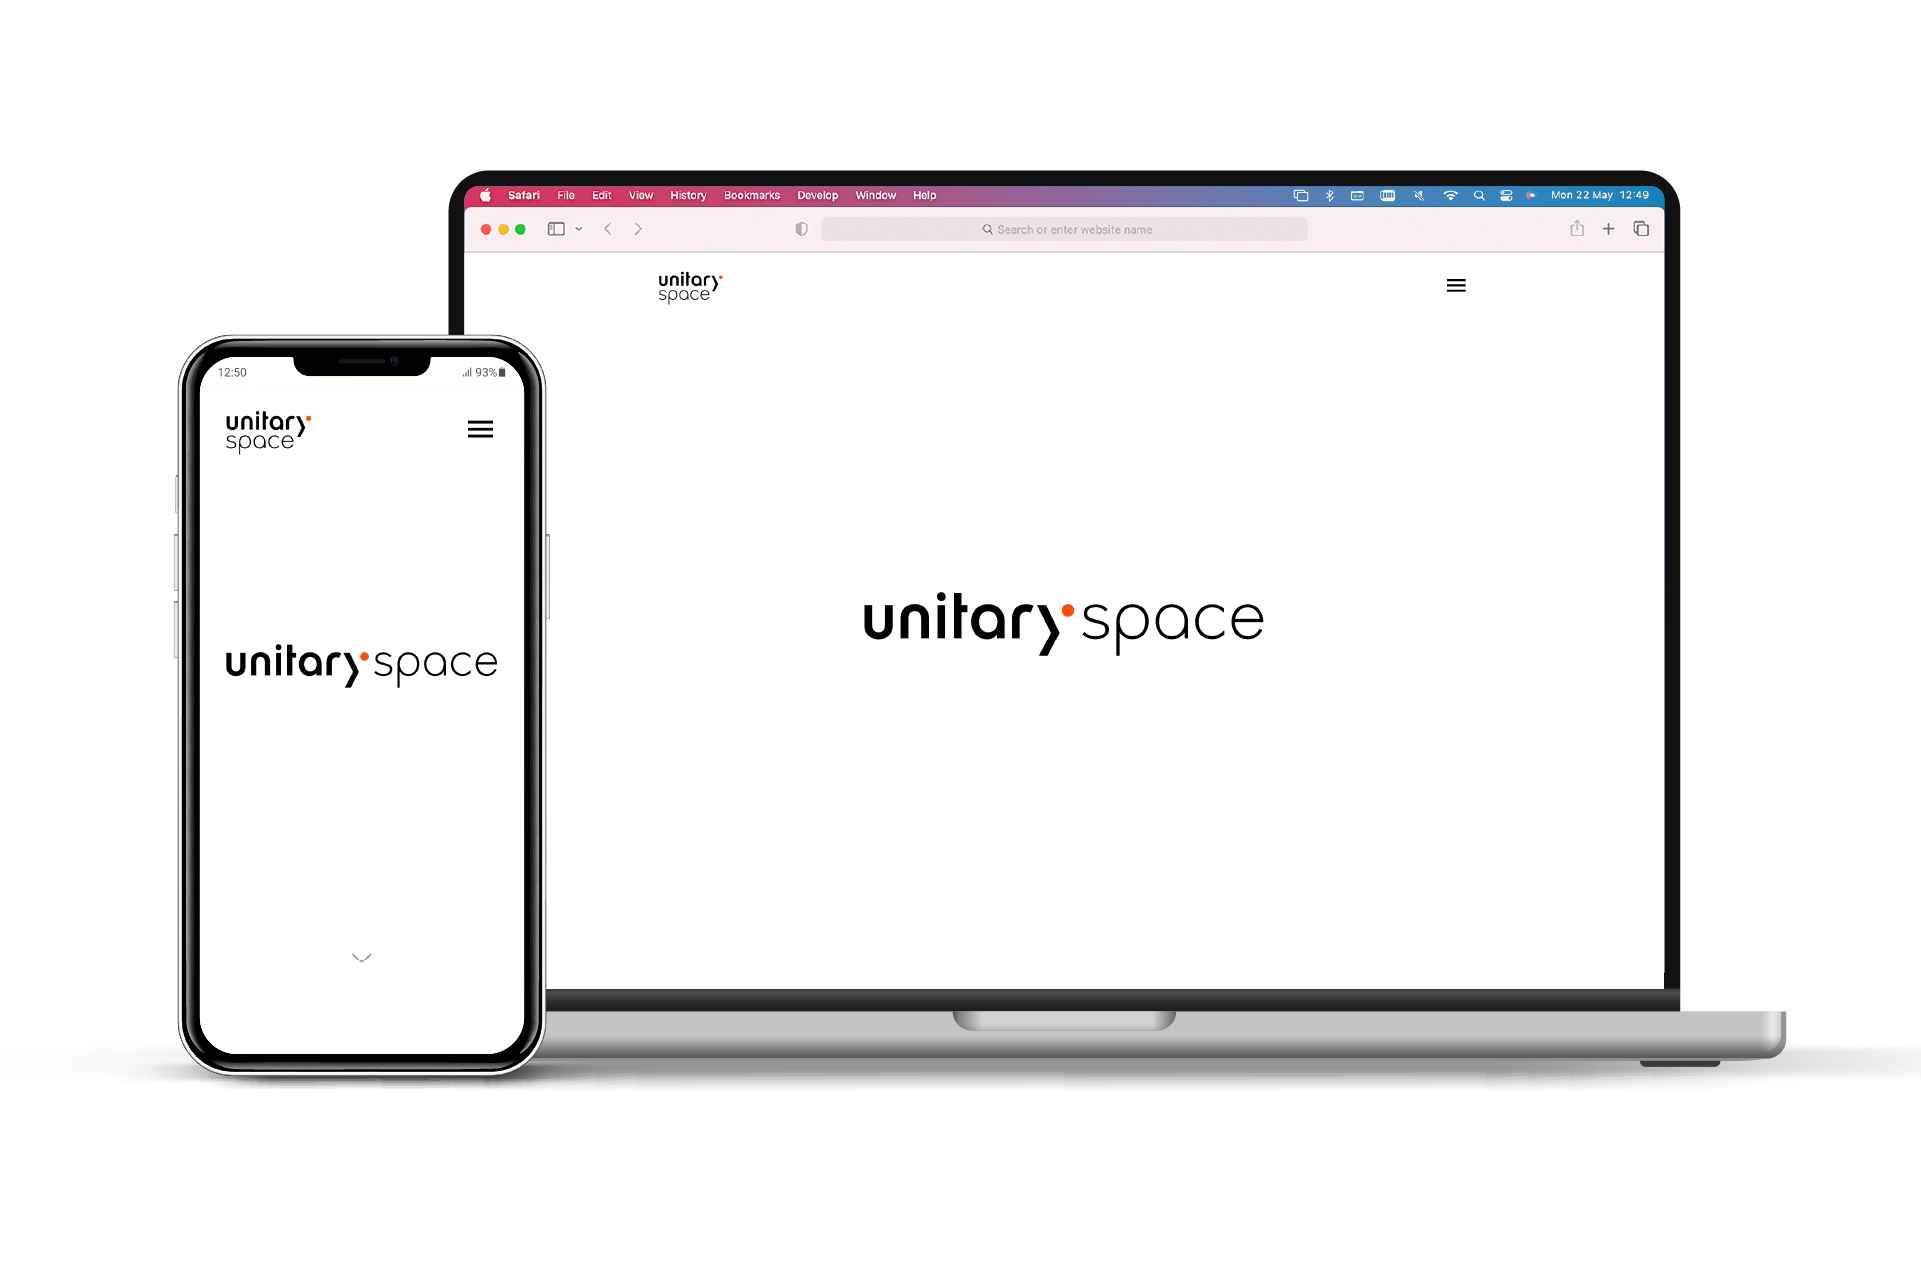 Safari File Edit View History Bookmarks Develop Window Help Mon 22 May 12:49
Search or enter website name
unitary
space
unitary space
12:50 93%
unitary
space
unitary space